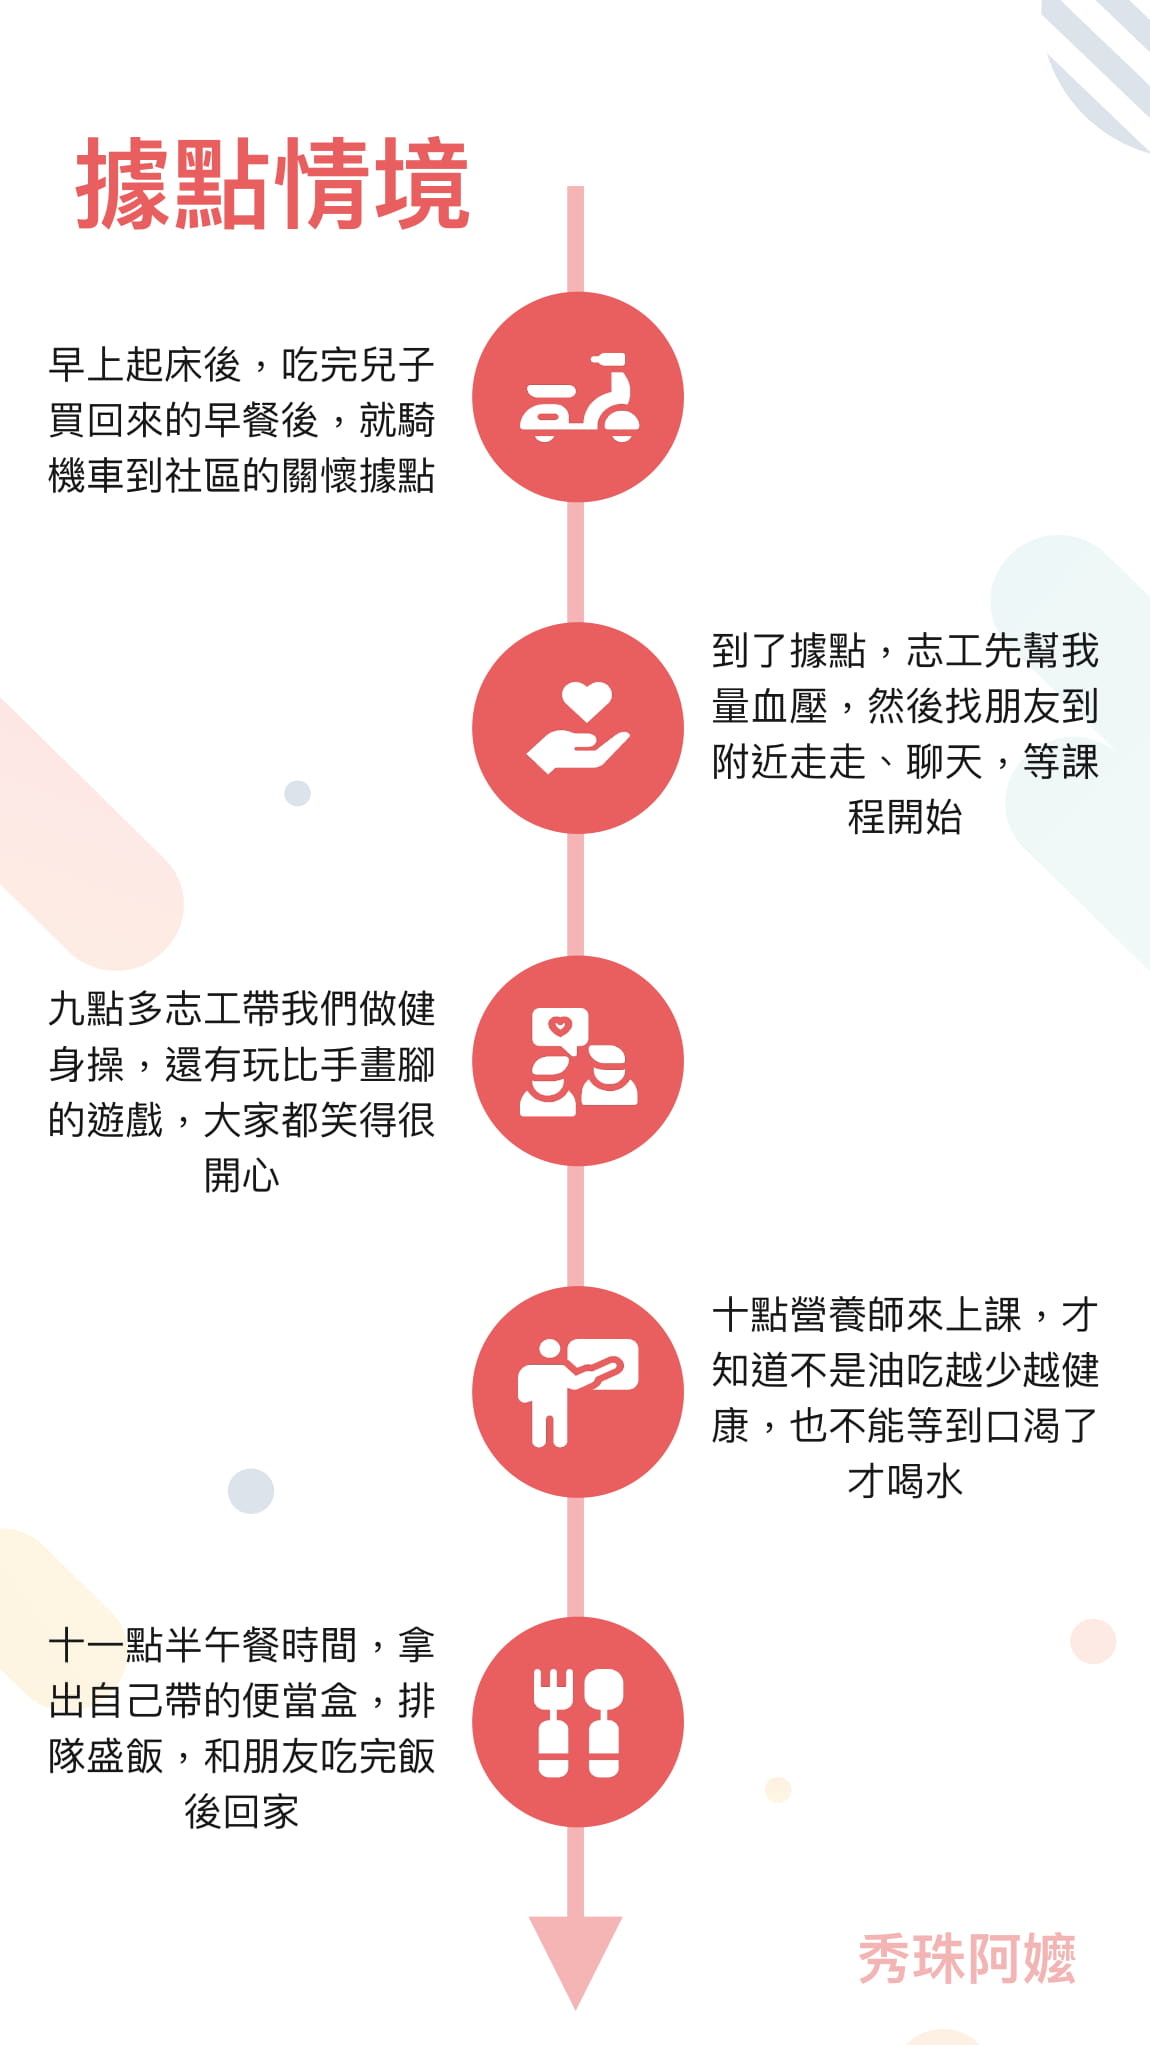 據點情境
早上起床後，吃完兒子
買回來的早餐後，就騎
機車到社區的關懷據點
到了據點，志工先幫我
量血壓，然後找朋友到
附近走走、聊天，等課
程開始
九點多志工帶我們做健
身操，還有玩比手畫腳
的遊戲，大家都笑得很
開心
十點營養師來上課，才
知道不是油吃越少越健
康，也不能等到口渴了
才喝水
十一點半午餐時間，拿
出自己帶的便當盒，排
隊盛飯，和朋友吃完飯
後回家
秀珠阿嬤